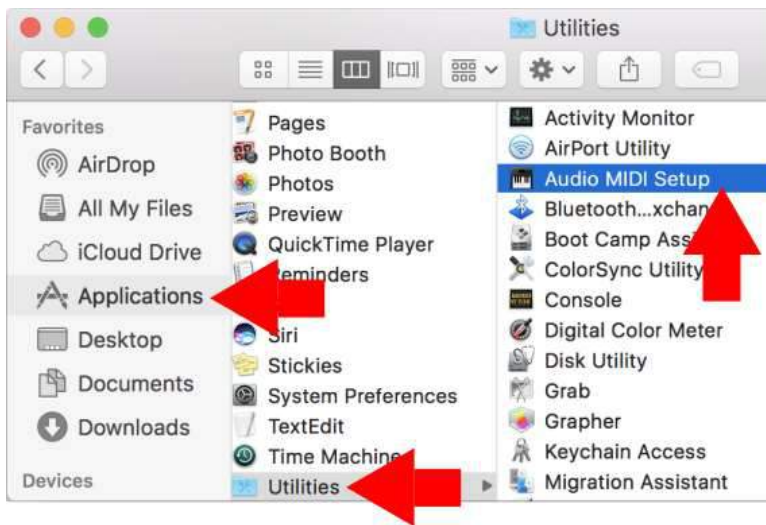 Utilities
Favorites
AirDrop
All My Files
iCloud Drive
Applications
Desktop
Documents
Downloads
Devices
Pages
Photo Booth
Photos
Preview
QuickTime Player
Reminders
Siri
Stickies
System Preferences
TextEdit
Time Machine
Utilities
Activity Monitor
AirPort Utility
Audio MIDI Setup
Bluetooth...xchan
Boot Camp Ass
ColorSync Utility
Console
Digital Color Meter
Disk Utility
Grab
Grapher
Keychain Access
Migration Assistant